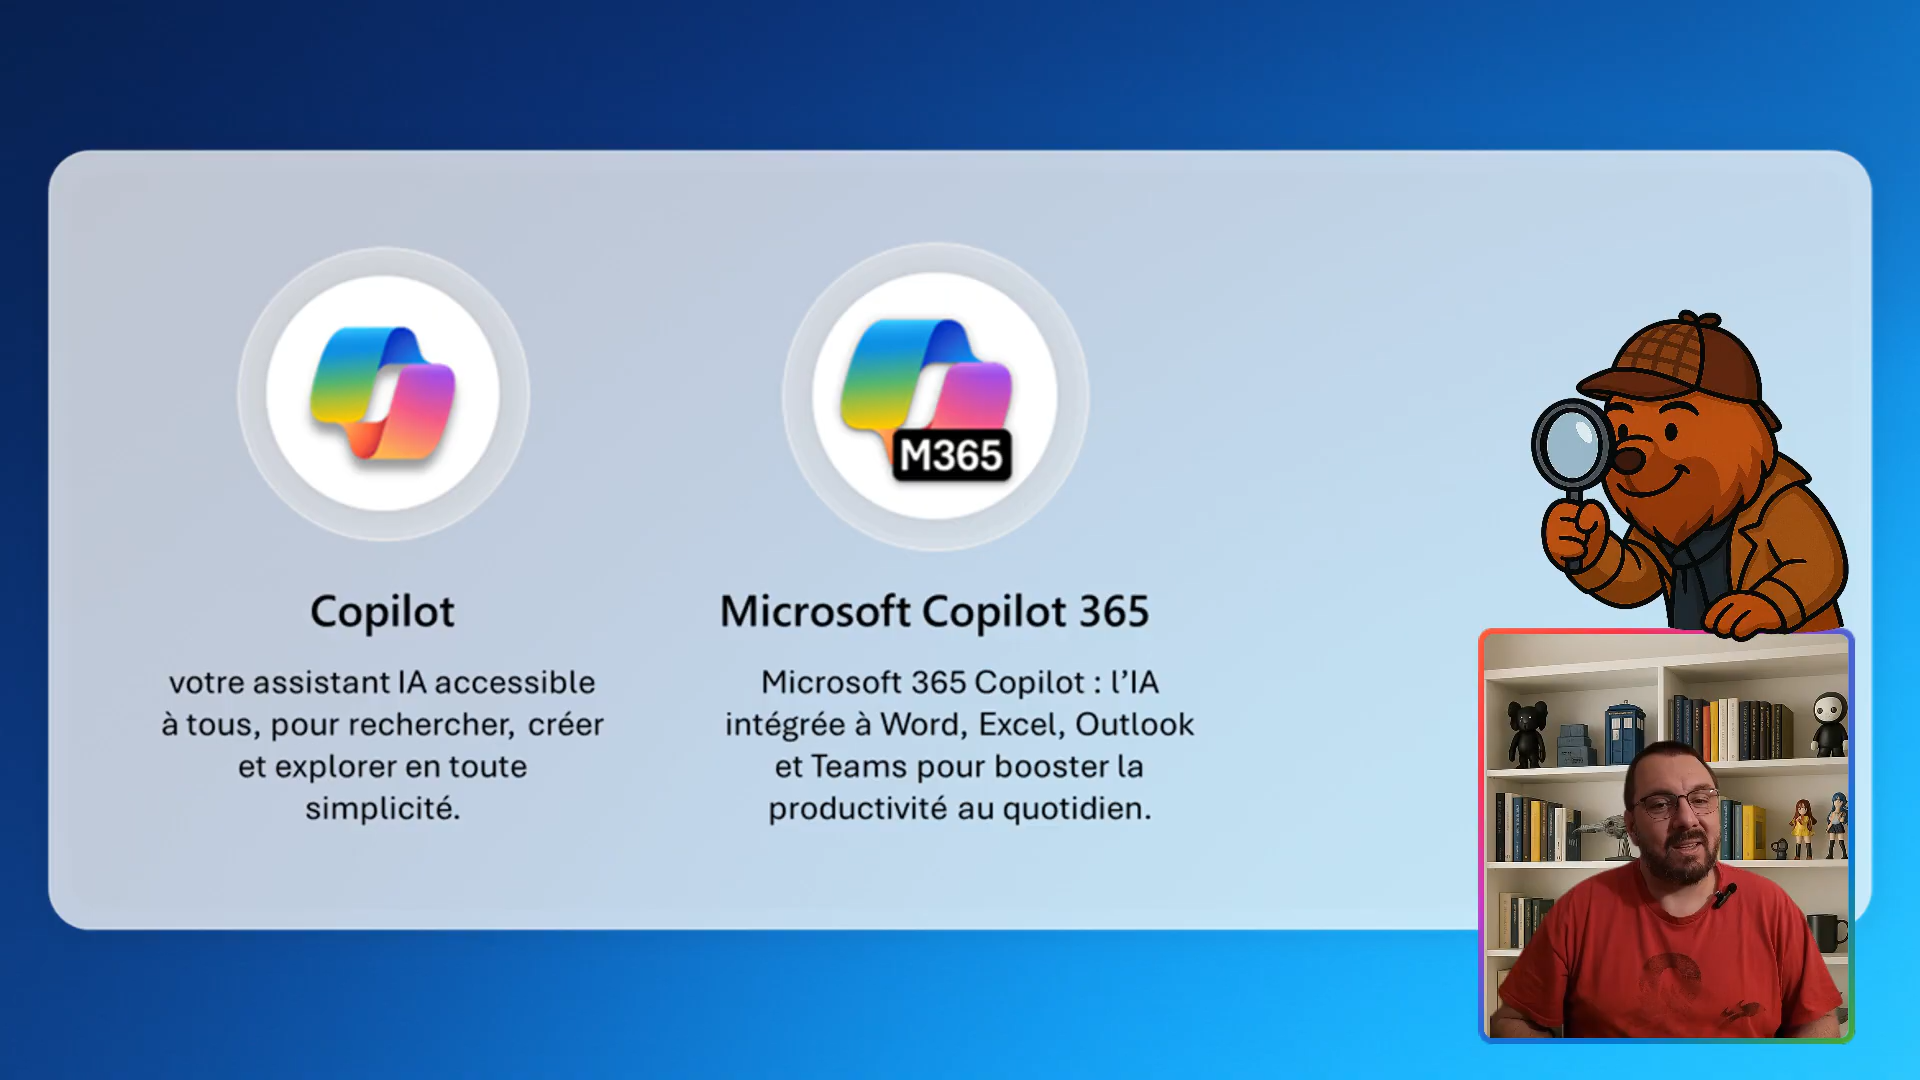 M365
Copilot
votre assistant IA accessible
à tous, pour rechercher, créer
et explorer en toute
simplicité.
Microsoft Copilot 365
Microsoft 365 Copilot : l’IA
intégrée à Word, Excel, Outlook
et Teams pour booster la
productivité au quotidien.